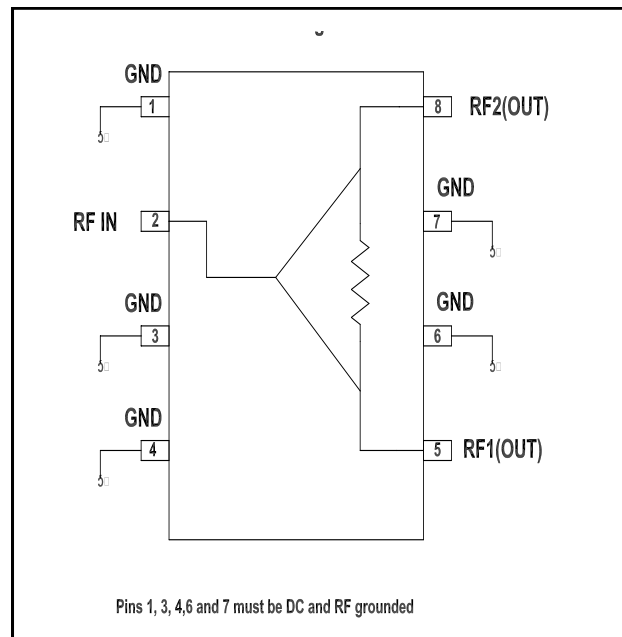 GND
1
8 RF2(OUT)
GND
RF IN 2
7
GND
GND
3
6
GND
4
5 RF1(OUT)
Pins 1, 3, 4,6 and 7 must be DC and RF grounded